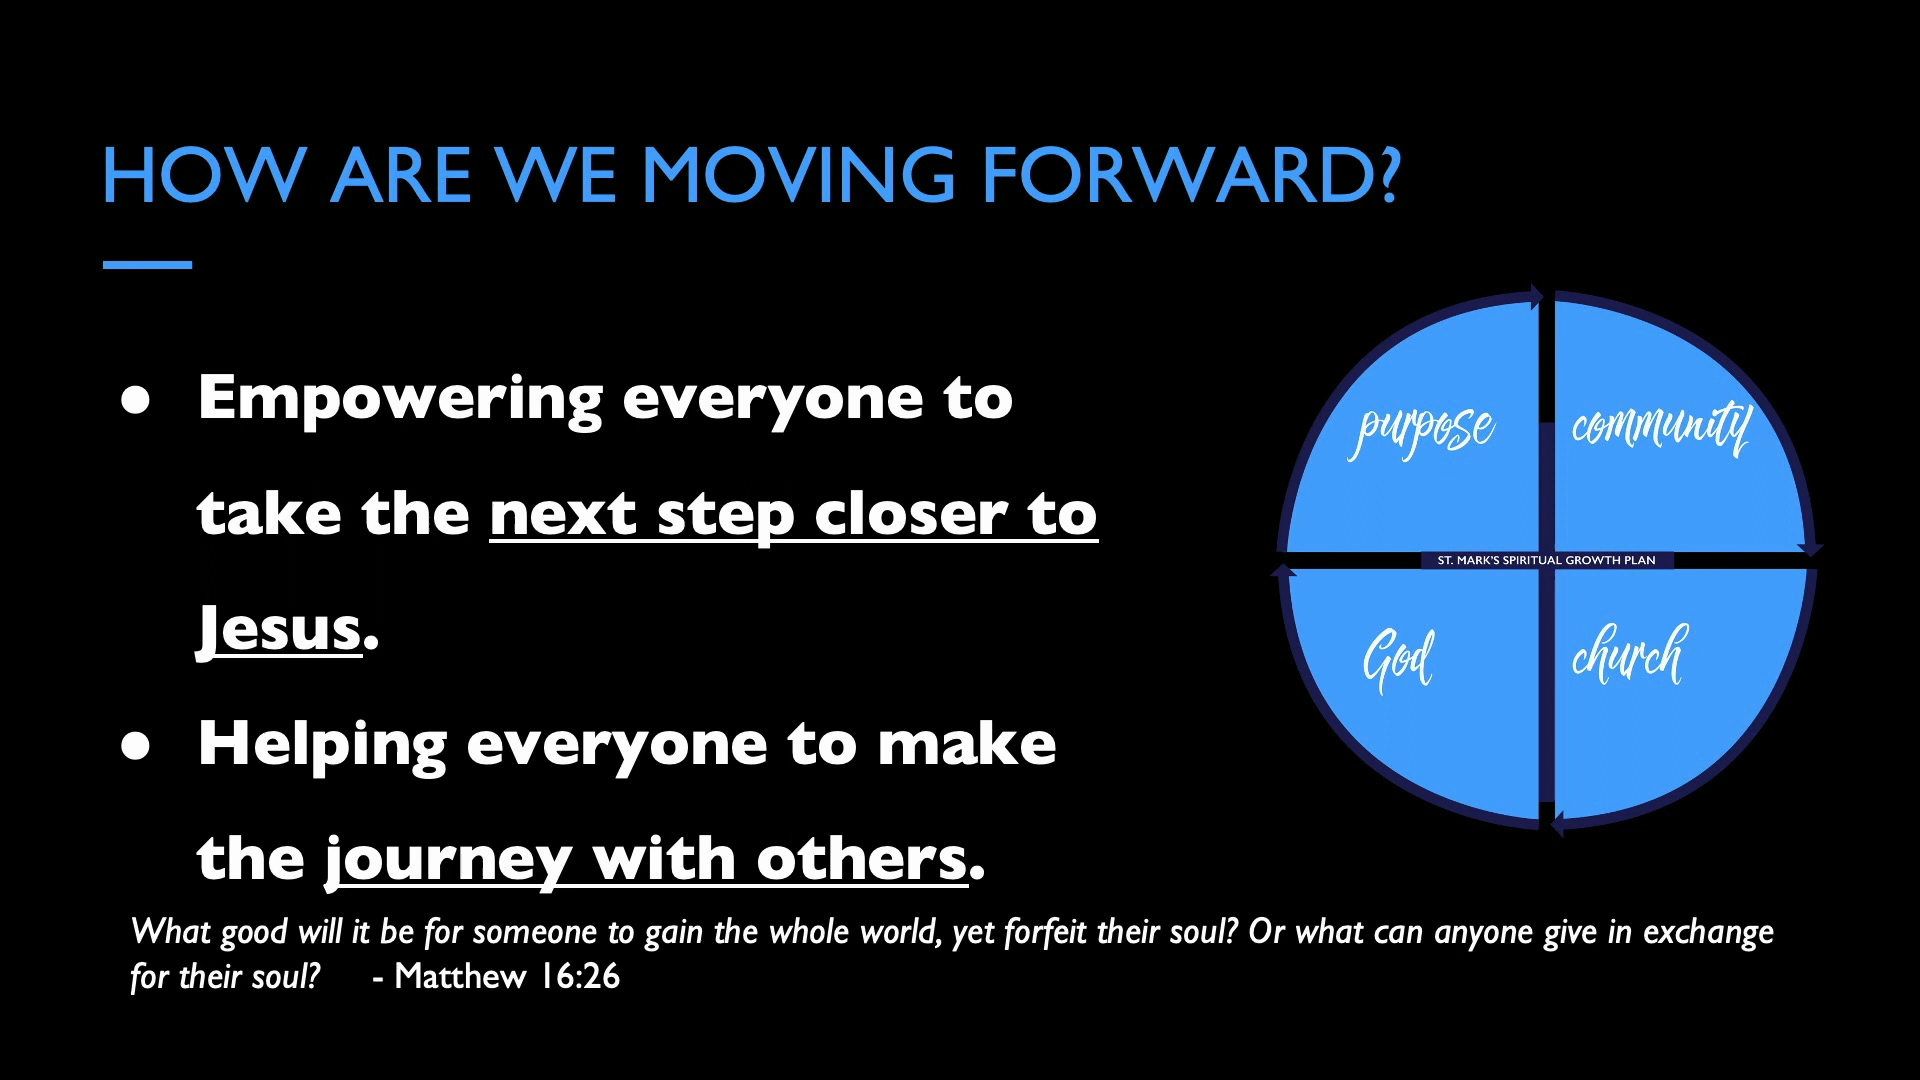 HOW ARE WE MOVING FORWARD?
● Empowering everyone to
take the next step closer to
Jesus.
● Helping everyone to make
the journey with others.
purpose
community
ST. MARK'S SPIRITUAL GROWTH PLAN
God
church
What good will it be for someone to gain the whole world, yet forfeit their soul? Or what can anyone give in exchange
for their soul? - Matthew 16:26